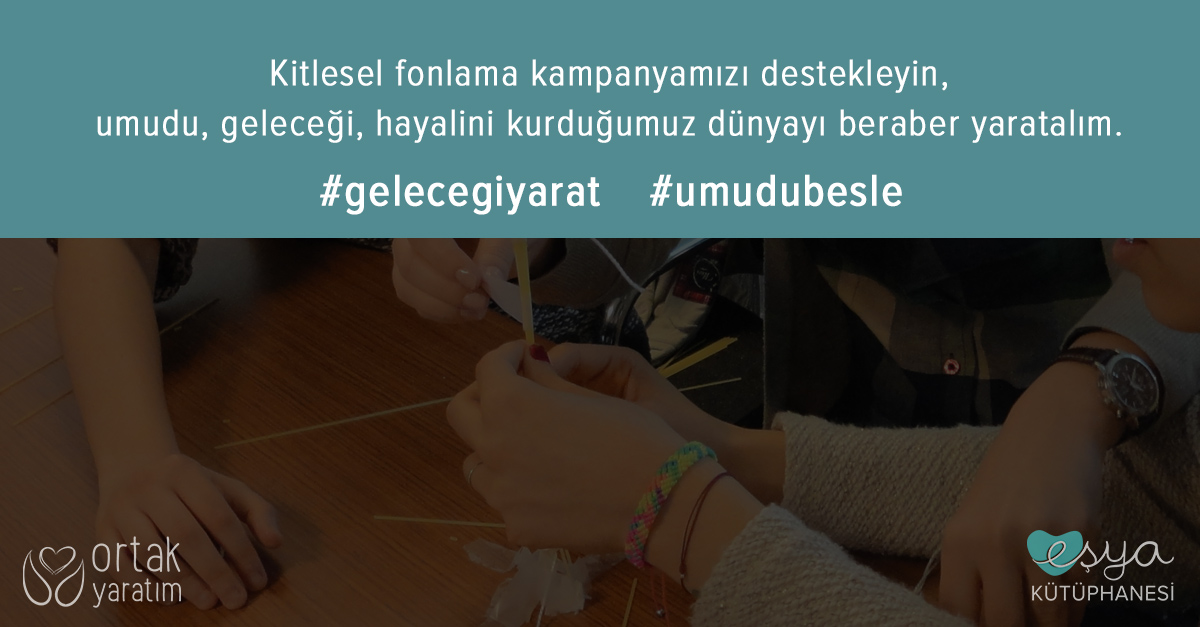 Kitlesel fonlama kampanyamızı destekleyin,
umudu, geleceği, hayalini kurduğumuz dünyayı beraber yaratalım.
#gelecegiyarat #umudubesle
ortak
yaratım
eşya
KÜTÜPHANESİ